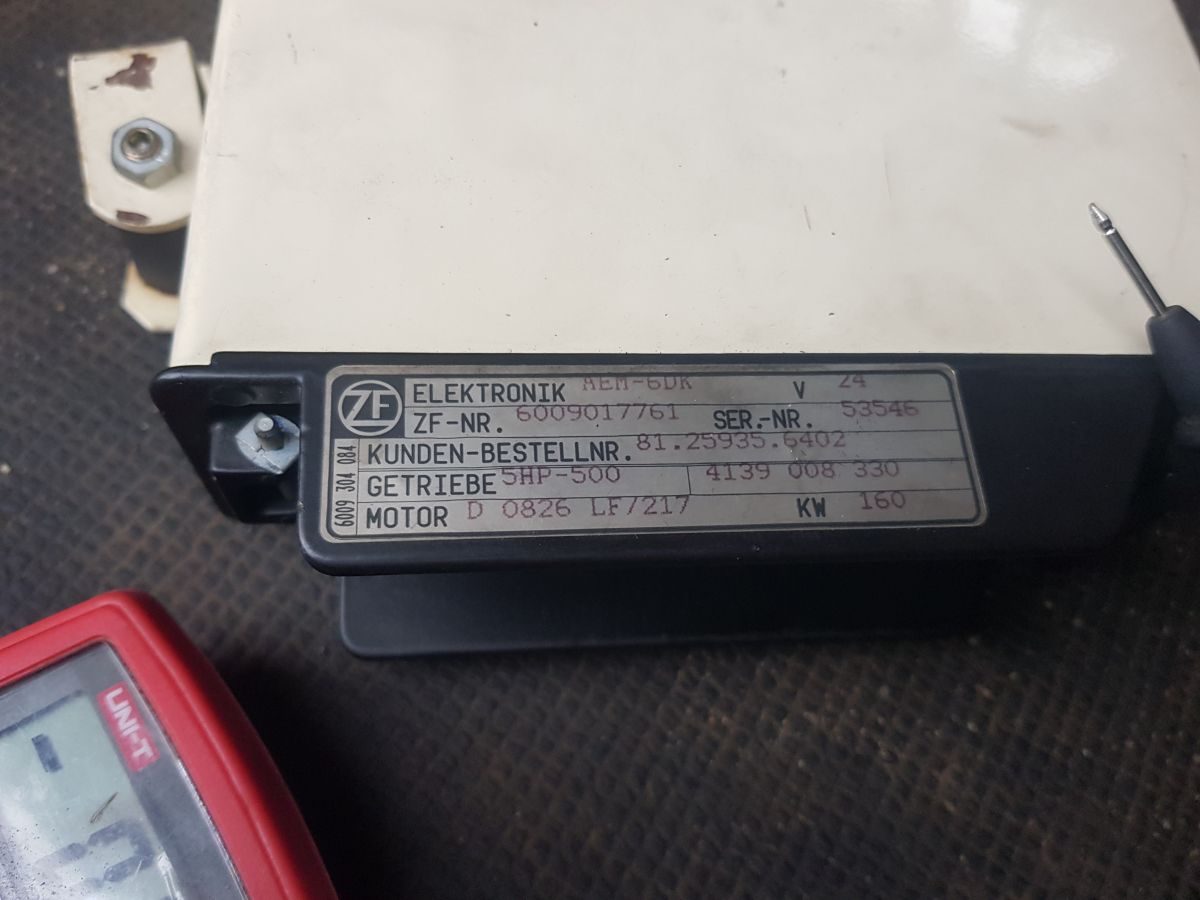 ZF
ELEKTRONIK AEM-6DK V 24
ZF-NR. 6009017761 SER.-NR. 53546
KUNDEN-BESTELLNR. 81.25935.6402
GETRIEBE 5HP-500 4139 008 330
MOTOR D 0826 LF/217 KW 160
6009 304 084
UNI-T